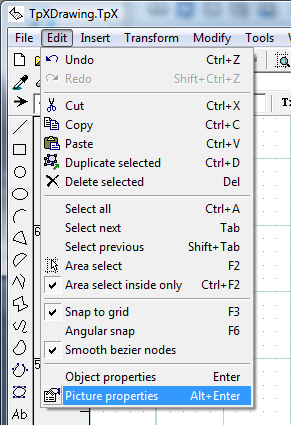 TpXDrawing.TpX
File Edit Insert Transform Modify Tools
Undo Ctrl+Z
Redo Shift+Ctrl+Z
Cut Ctrl+X
Copy Ctrl+C
Paste Ctrl+V
Duplicate selected Ctrl+D
Delete selected Del
Select all Ctrl+A
Select next Tab
Select previous Shift+Tab
Area select F2
Area select inside only Ctrl+F2
Snap to grid F3
Angular snap F6
Smooth bezier nodes
Object properties Enter
Picture properties Alt+Enter
Ab